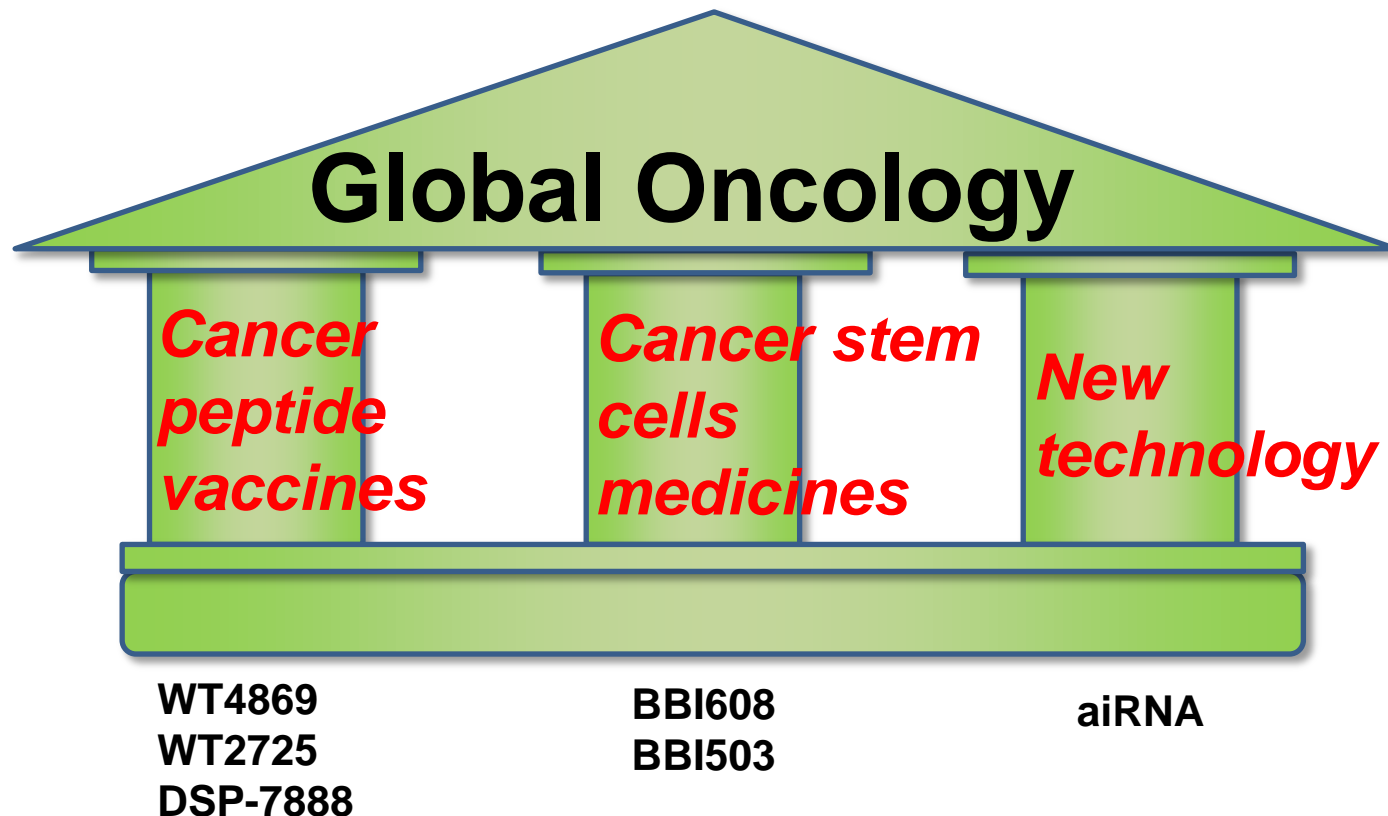 Global Oncology
Cancer
peptide
vaccines
Cancer stem
cells
medicines
New
technology
WT4869
WT2725
DSP-7888
BBI608
BBI503
aiRNA